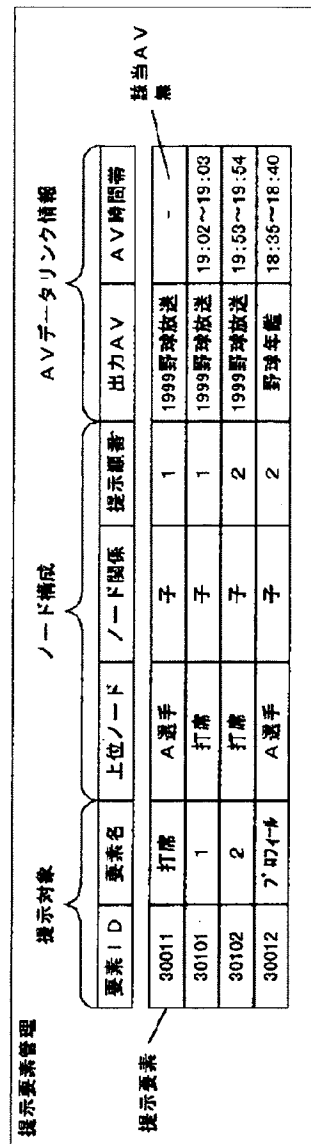 提示要素管理
提示対象 ノード構成 AVデータリンク情報
要素ID 要素名 上位ノード ノード関係 提示順番 出力AV AV時間帯
提示要素
30011 打席 A選手 子 1 1999野球放送 -
該当AV
無
30101 1 打席 子 1 1999野球放送 19:02〜19:03
30102 2 打席 子 2 1999野球放送 19:53〜19:54
30012 プロフィール A選手 子 2 野球年鑑 18:35〜18:40